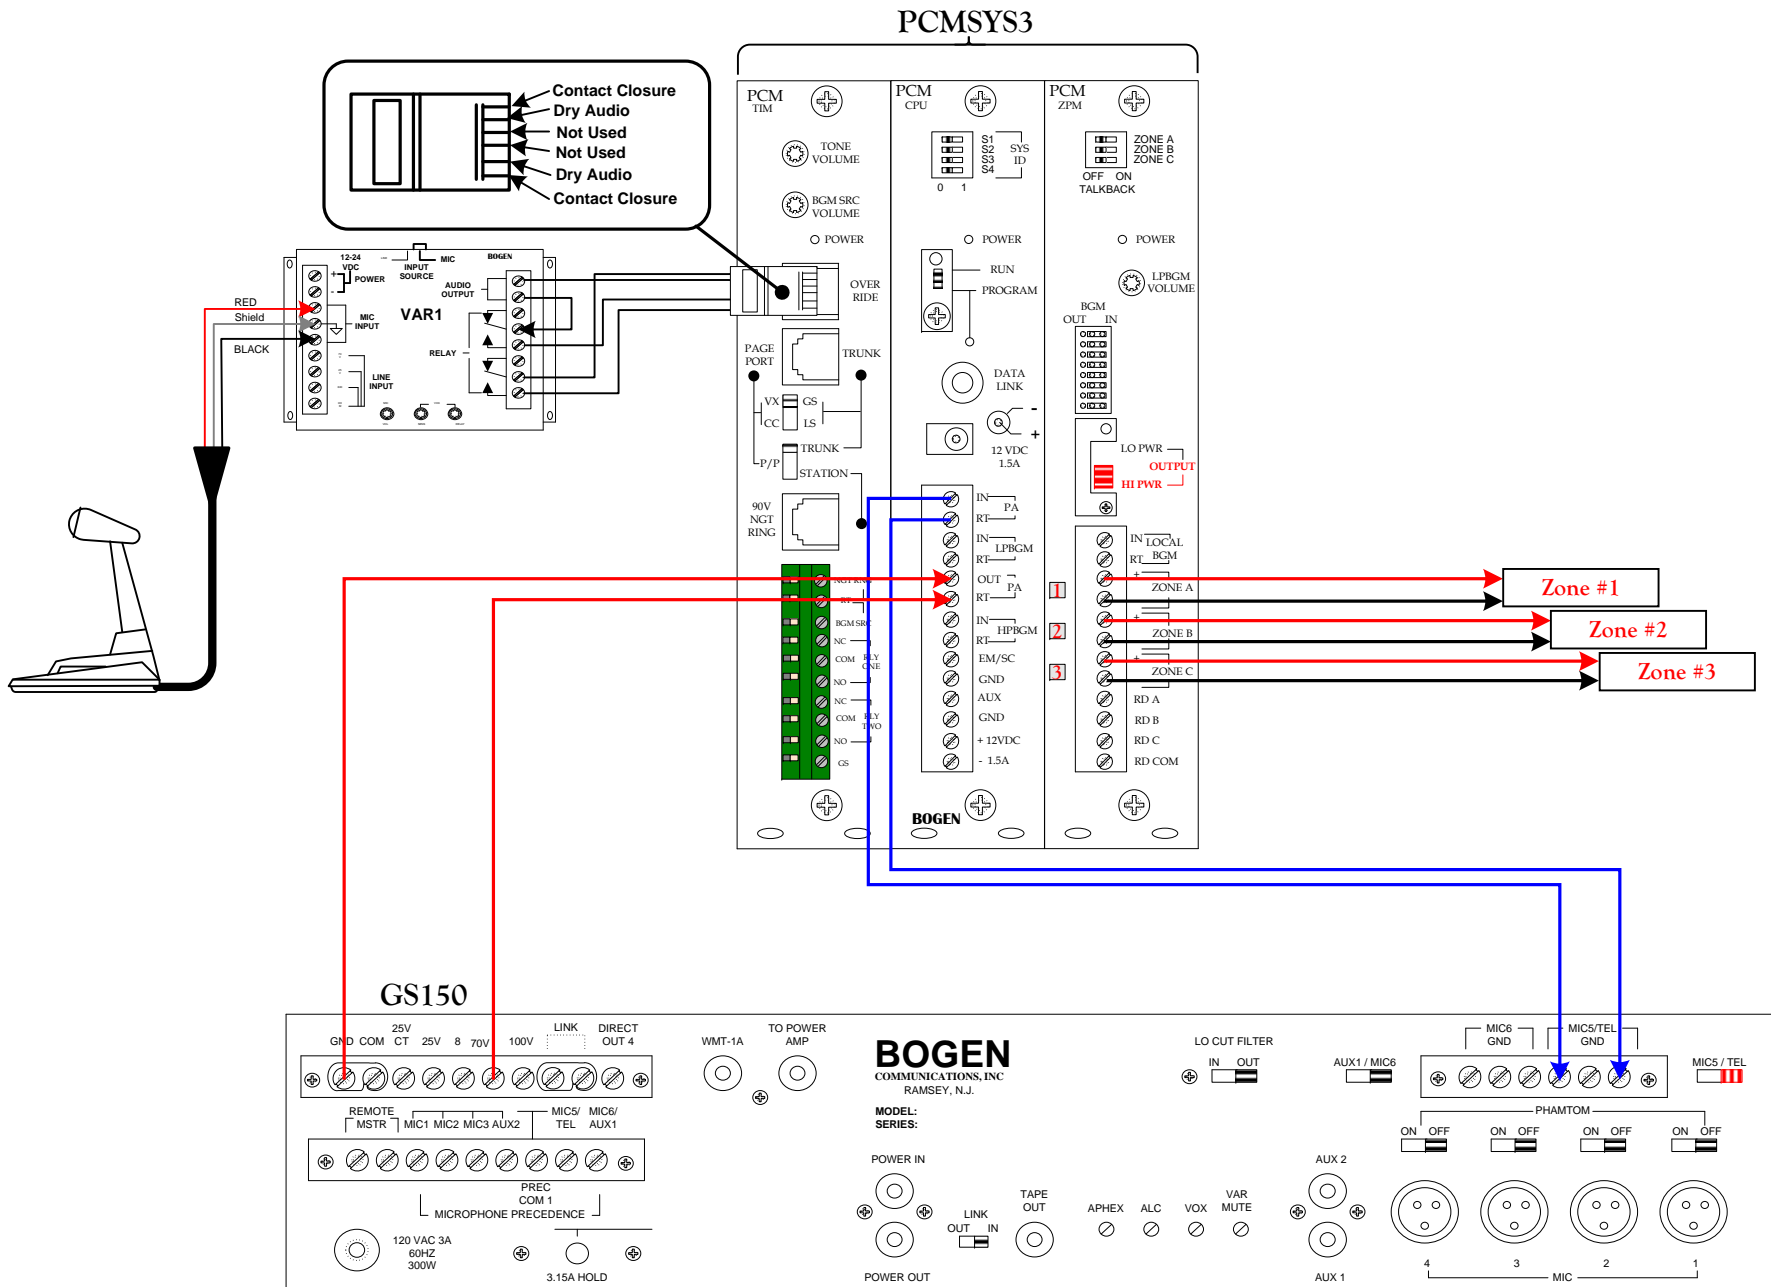 PCMSYS3
Contact Closure
Dry Audio
Not Used
Not Used
Dry Audio
Contact Closure
PCM
TIM
TONE
VOLUME
BGM SRC
VOLUME
POWER
OVER
RIDE
PAGE
PORT
TRUNK
VX
GS
CC
LS
TRUNK
P/P
STATION
90V
NGT
RING
NGT RNG
RT
BGM SRC
NC
COM
RLY
ONE
NO
NC
COM
RLY
TWO
NO
GS
PCM
CPU
S1
S2
S3
S4
SYS
ID
0 1
POWER
RUN
PROGRAM
DATA
LINK
-
+
12 VDC
1.5A
IN
PA
RT
IN
LPBGM
RT
OUT
PA
RT
IN
HPBGM
RT
EM/SC
GND
AUX
GND
+ 12VDC
- 1.5A
BOGEN
PCM
ZPM
ZONE A
ZONE B
ZONE C
OFF ON
TALKBACK
POWER
LPBGM
VOLUME
BGM
OUT IN
LO PWR
OUTPUT
HI PWR
IN
LOCAL
BGM
RT
+
ZONE A
1
+
ZONE B
2
+
ZONE C
3
RD A
RD B
RD C
RD COM
Zone #1
Zone #2
Zone #3
12-24
VDC
+
POWER
-
INPUT
SOURCE
MIC
BOGEN
AUDIO
OUTPUT
MIC
INPUT
VAR1
RELAY
LINE
INPUT
RED
Shield
BLACK
GS150
GND COM
25V
CT
25V 8 70V 100V
LINK
DIRECT
OUT 4
REMOTE
MSTR
MIC1 MIC2 MIC3 AUX2
MIC5/
TEL
MIC6/
AUX1
PREC
COM 1
MICROPHONE PRECEDENCE
120 VAC 3A
60HZ
300W
3.15A HOLD
WMT-1A
TO POWER
AMP
BOGEN
COMMUNICATIONS, INC
RAMSEY, N.J.
MODEL:
SERIES:
POWER IN
POWER OUT
LINK
OUT IN
TAPE
OUT
APHEX
ALC
VOX
VAR
MUTE
LO CUT FILTER
IN OUT
AUX1 / MIC6
MIC6
GND
MIC5/TEL
GND
MIC5 / TEL
PHAMTOM
ON OFF
ON OFF
ON OFF
ON OFF
AUX 2
AUX 1
4 3 2 1
MIC